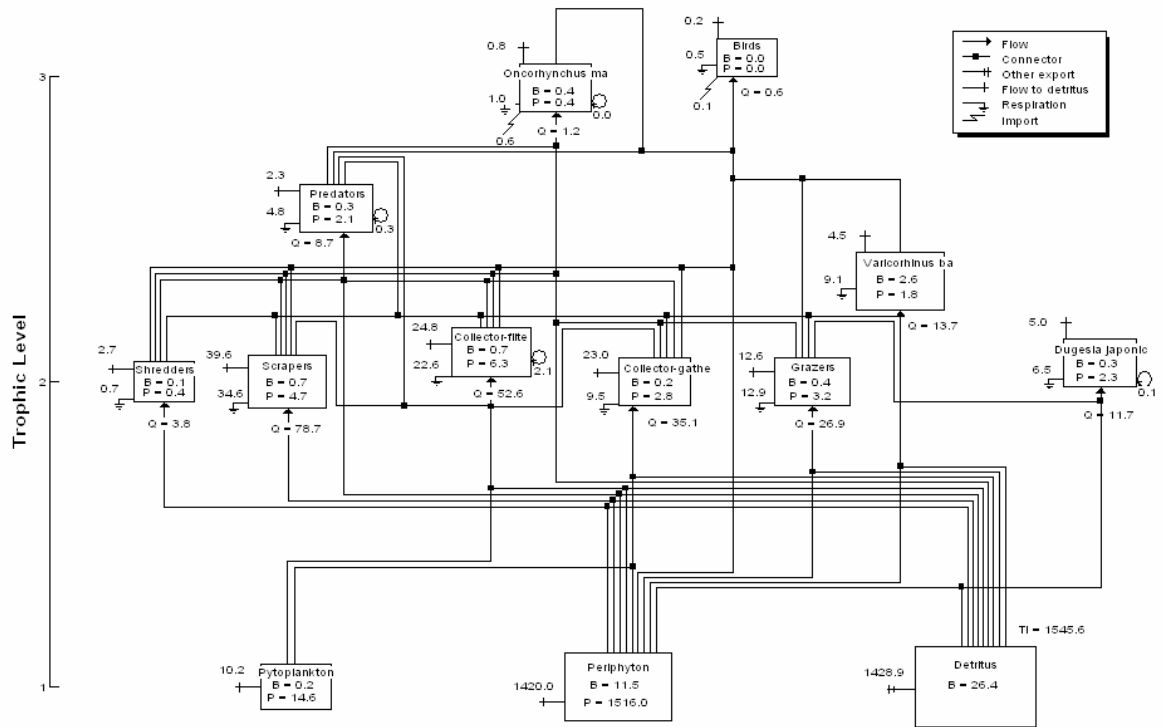 0.2
Birds
B = 0.0
P = 0.0
0.5
0.1
Q = 0.6
0.8
Oncorhynchus ma
B = 0.4
P = 0.4
1.0
0.0
0.6
Q = 1.2
Flow
Connector
Other export
Flow to detritus
Respiration
Import
3
2.3
Predators
B = 0.3
P = 2.1
4.8
0.3
Q = 8.7
4.5
Varicorhinus ba
B = 2.6
P = 1.8
9.1
Q = 13.7
Trophic Level
2
2.7
Shredders
B = 0.1
P = 0.4
0.7
Q = 3.8
39.6
Scrapers
B = 0.7
P = 4.7
34.6
Q = 78.7
24.8
Collector-filte
B = 0.7
P = 6.3
22.6
2.1
Q = 52.6
23.0
Collector-gathe
B = 0.2
P = 2.8
9.5
Q = 35.1
12.6
Grazers
B = 0.4
P = 3.2
12.9
Q = 26.9
5.0
Dugesia japonic
B = 0.3
P = 2.3
6.5
0.1
Q = 11.7
TI = 1545.6
1
10.2
Pytoplankton
B = 0.2
P = 14.6
1420.0
Periphyton
B = 11.5
P = 1516.0
1428.9
Detritus
B = 26.4